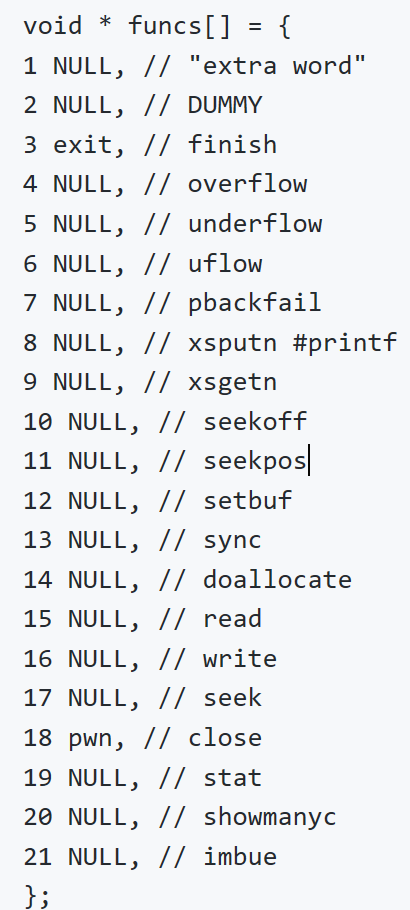 void * funcs[] = {
1 NULL, // "extra word"
2 NULL, // DUMMY
3 exit, // finish
4 NULL, // overflow
5 NULL, // underflow
6 NULL, // uflow
7 NULL, // pbackfail
8 NULL, // xsputn #printf
9 NULL, // xsgetn
10 NULL, // seekoff
11 NULL, // seekpos
12 NULL, // setbuf
13 NULL, // sync
14 NULL, // doallocate
15 NULL, // read
16 NULL, // write
17 NULL, // seek
18 pwn, // close
19 NULL, // stat
20 NULL, // showmanyc
21 NULL, // imbue
};